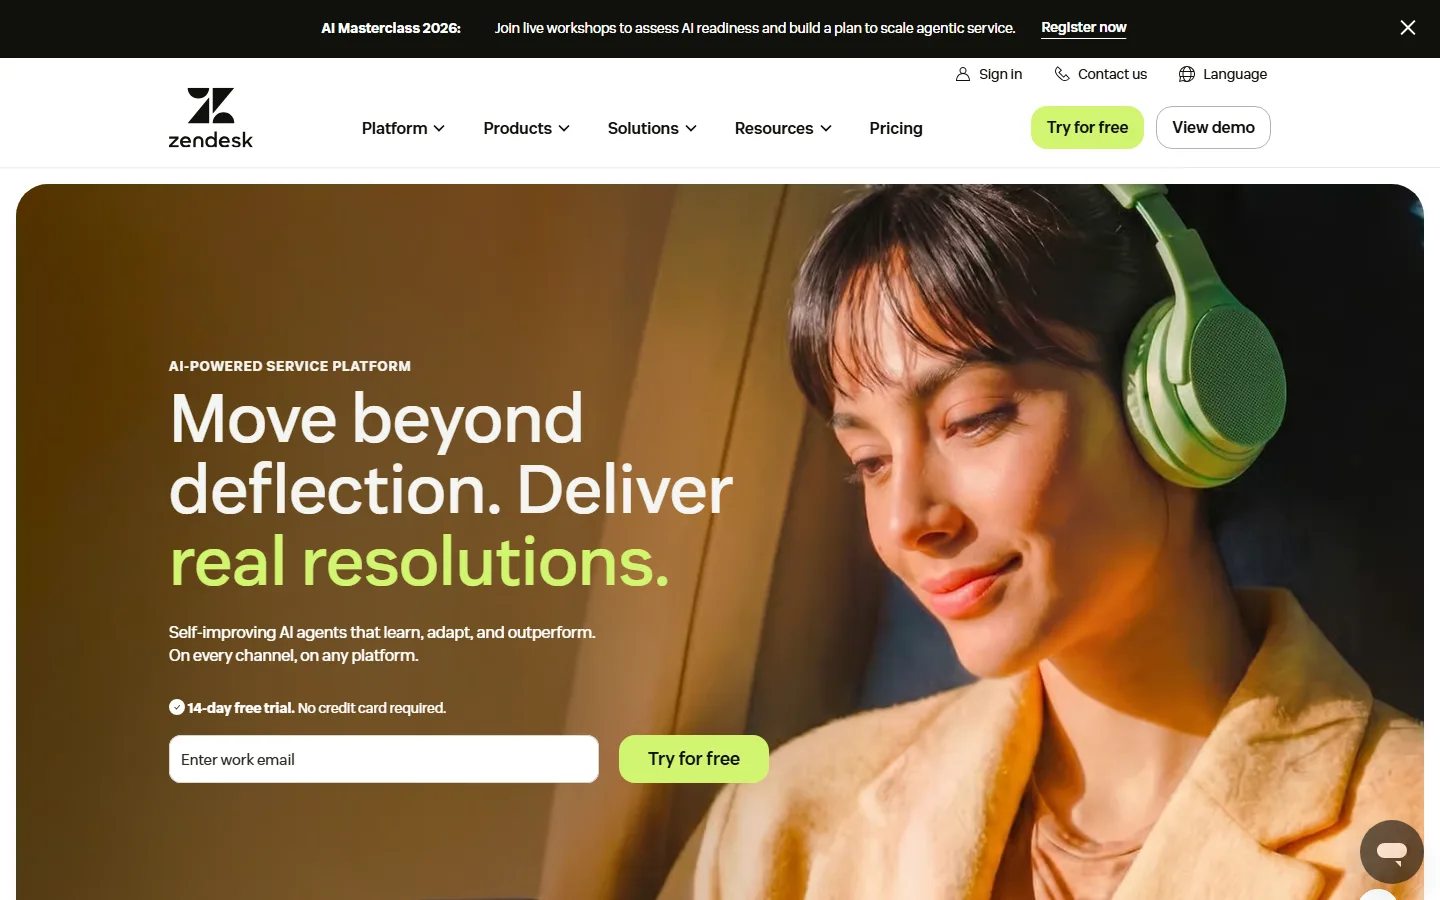 AI Masterclass 2026: Join live workshops to assess AI readiness and build a plan to scale agentic service. Register now
Sign in Contact us Language
zendesk
Platform Products Solutions Resources Pricing
Try for free View demo
AI-POWERED SERVICE PLATFORM
Move beyond
deflection. Deliver
real resolutions.
Self-improving AI agents that learn, adapt, and outperform.
On every channel, on any platform.
14-day free trial. No credit card required.
Enter work email Try for free